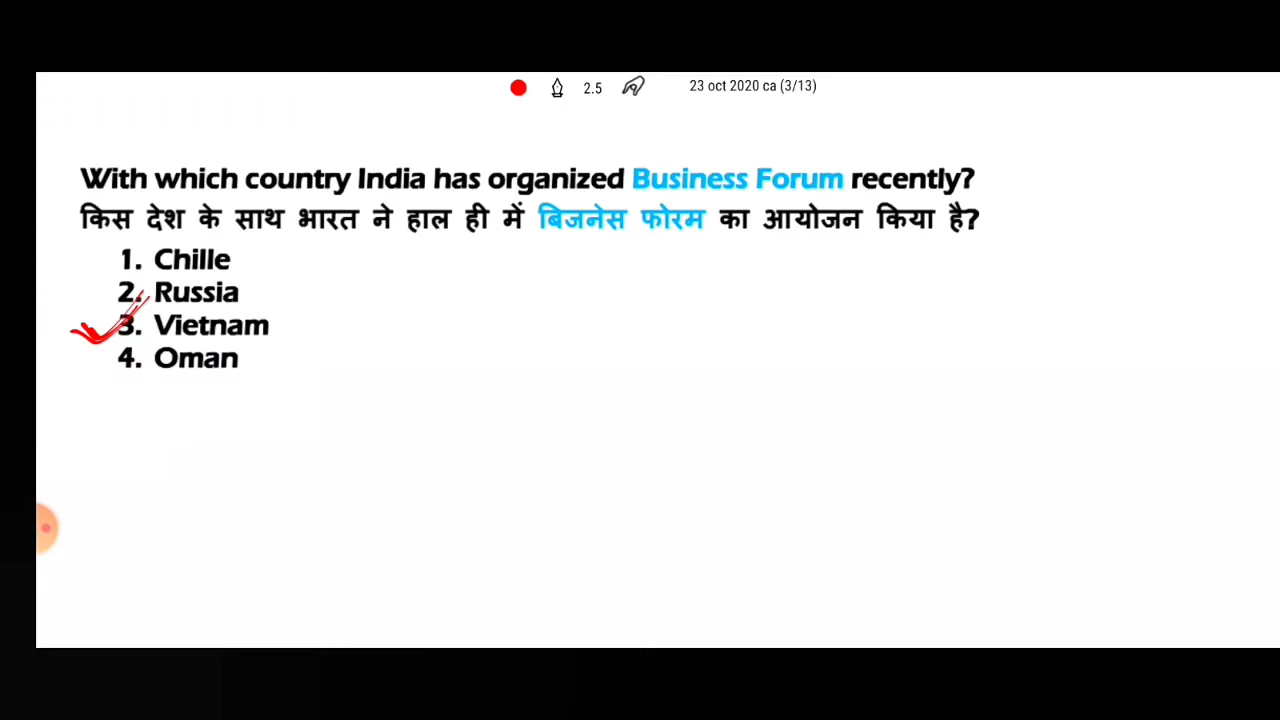 2.5 23 oct 2020 ca (3/13)
With which country India has organized Business Forum recently?
किस देश के साथ भारत ने हाल ही में बिजनेस फोरम का आयोजन किया है?
1. Chille
2. Russia
3. Vietnam
4. Oman